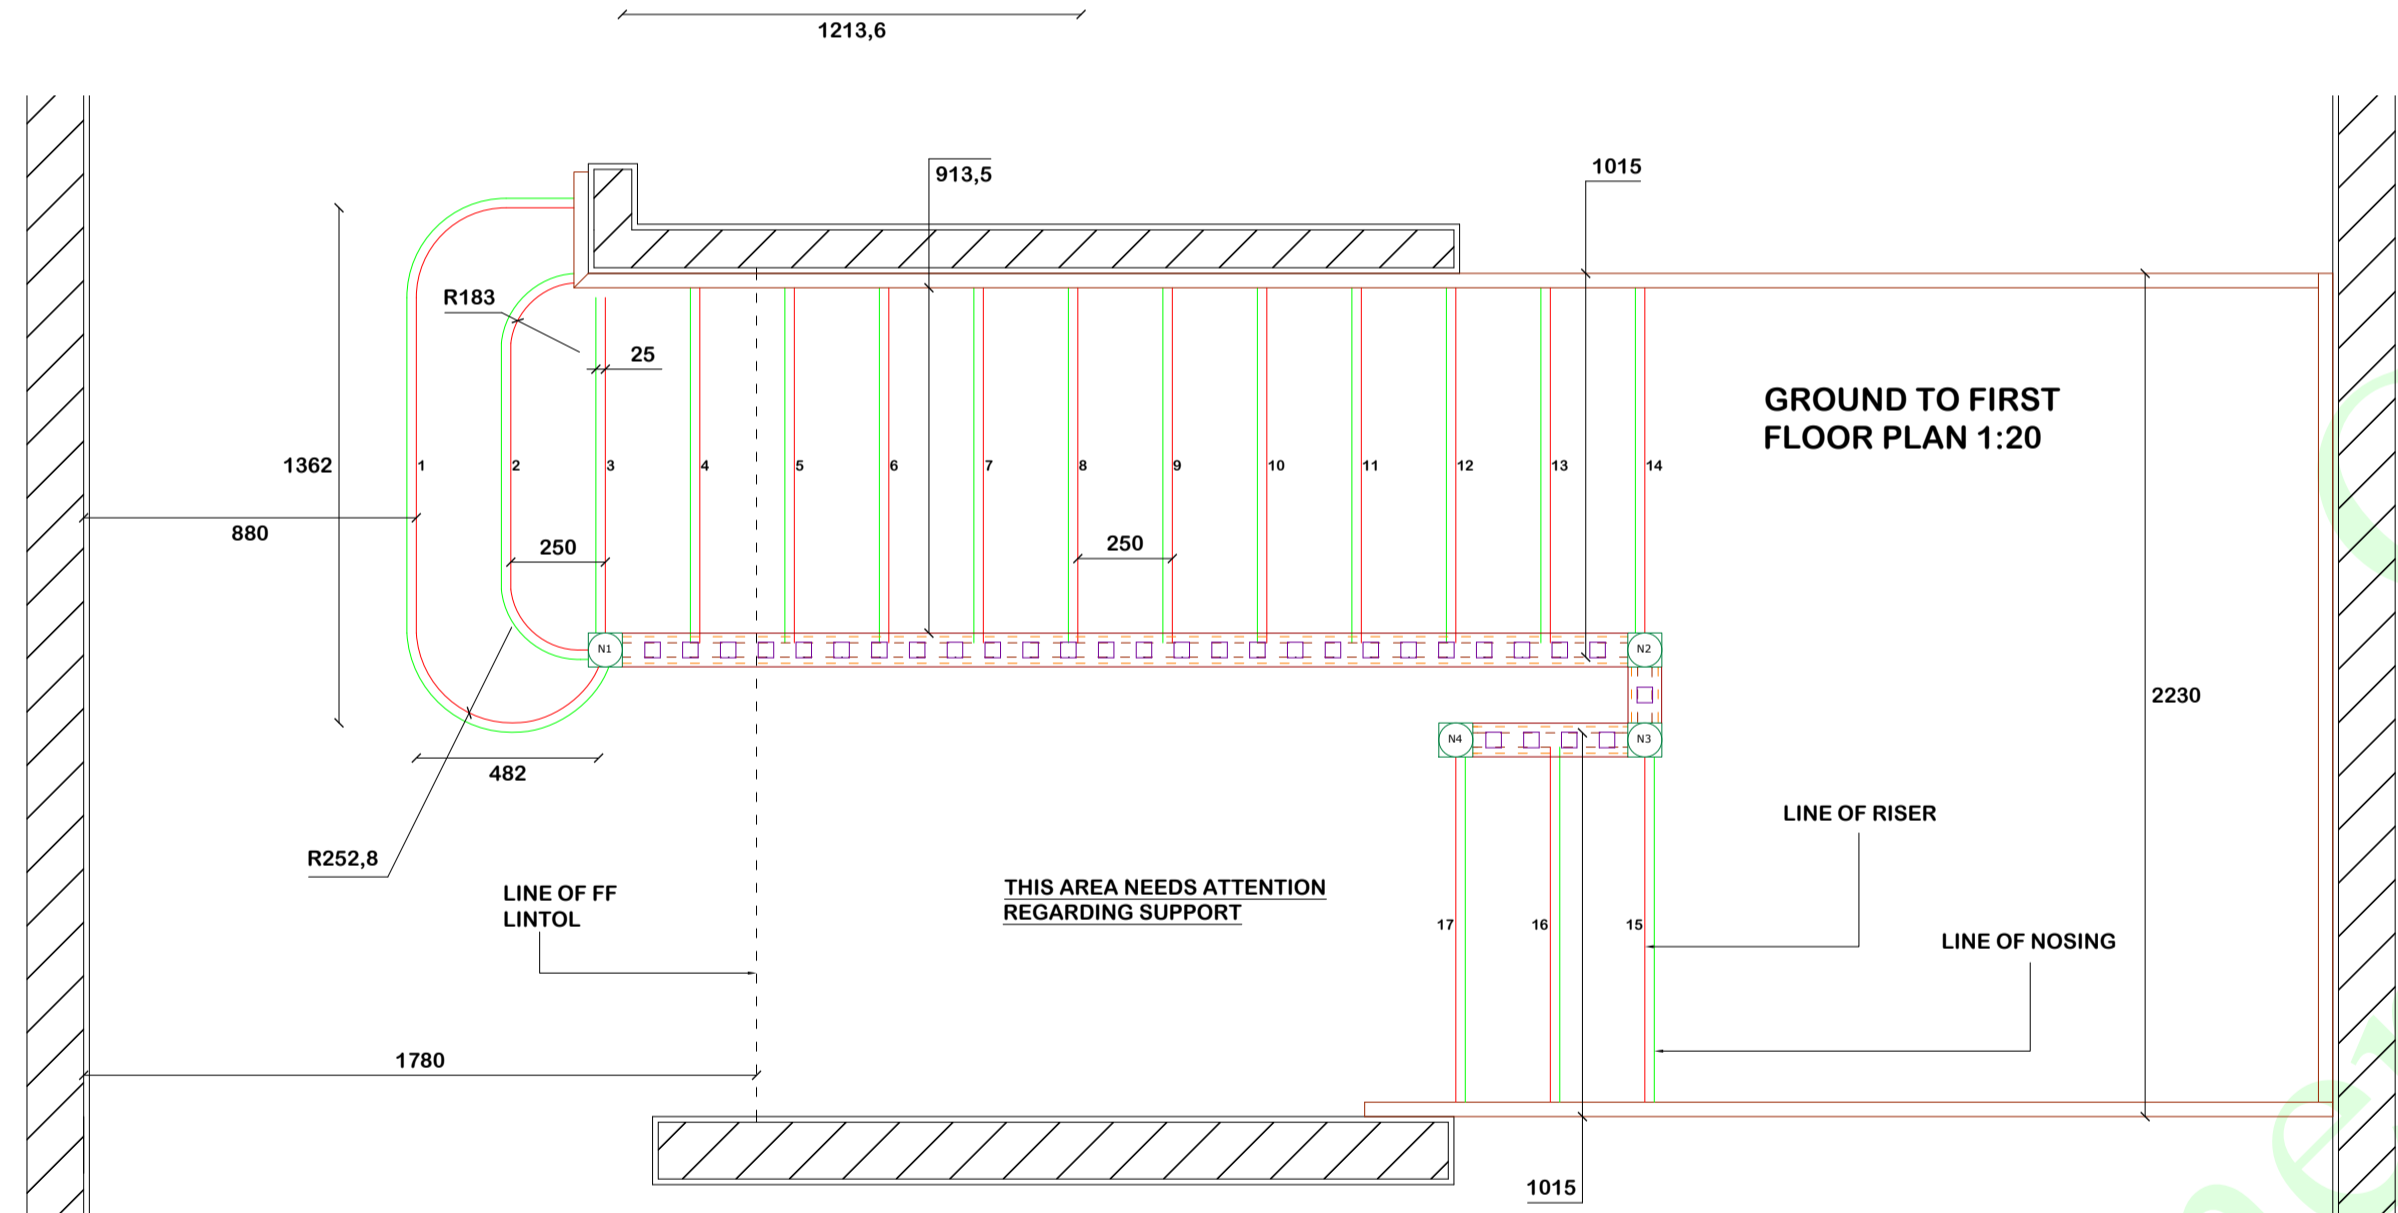 1213,6
913,5
1015
R183
25
GROUND TO FIRST
FLOOR PLAN 1:20
1362
1
2
3
4
5
6
7
8
9
10
11
12
13
14
880
250
250
N1
N2
2230
N4
N3
482
LINE OF RISER
R252,8
LINE OF FF
LINTOL
THIS AREA NEEDS ATTENTION
REGARDING SUPPORT
17
16
15
LINE OF NOSING
1780
1015